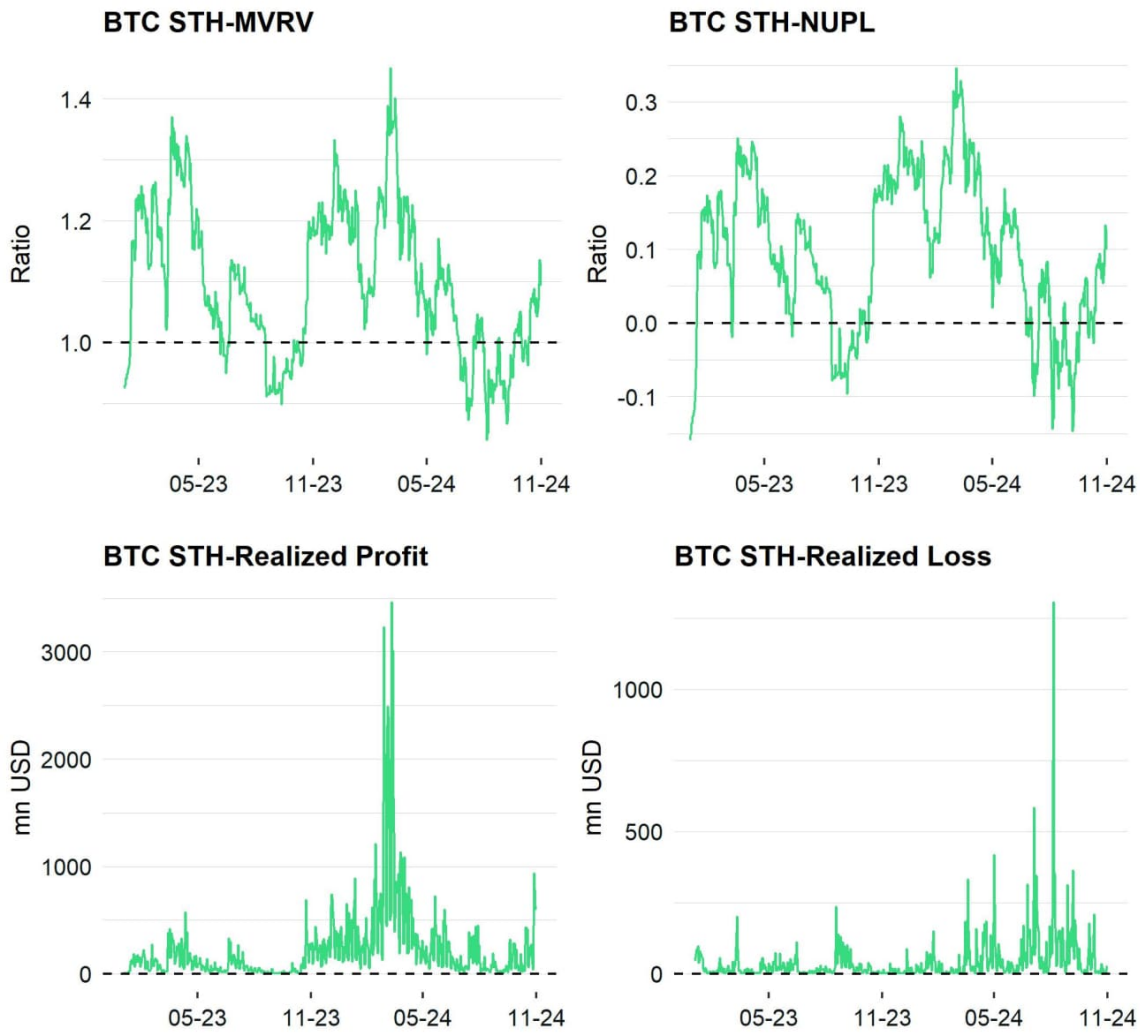 BTC STH-MVRV
Ratio
1.4
1.2
1.0
05-23 11-23 05-24 11-24
BTC STH-NUPL
Ratio
0.3
0.2
0.1
0.0
-0.1
05-23 11-23 05-24 11-24
BTC STH-Realized Profit
mn USD
3000
2000
1000
0
05-23 11-23 05-24 11-24
BTC STH-Realized Loss
mn USD
1000
500
0
05-23 11-23 05-24 11-24